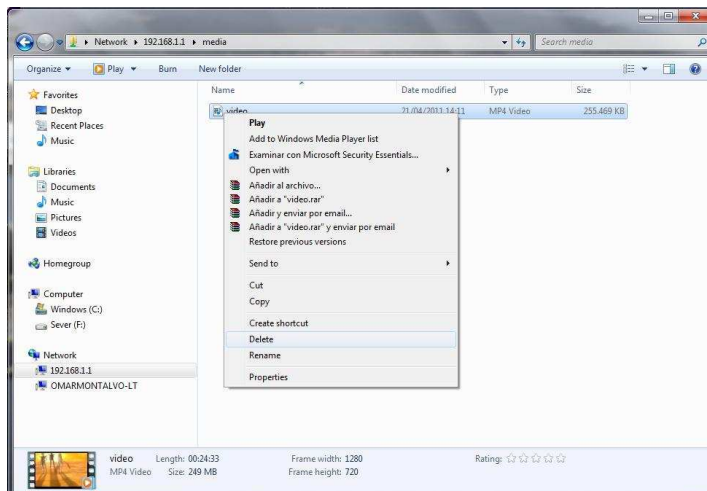 Network ▸ 192.168.1.1 ▸ media
Search media
Organize ▾ Play ▾ Burn New folder
Name Date modified Type Size
video 21/04/2011 14:11 MP4 Video 255.469 KB
Favorites
Desktop
Recent Places
Music
Libraries
Documents
Music
Pictures
Videos
Homegroup
Computer
Windows (C:)
Sever (F:)
Network
192.168.1.1
OMARMONTALVO-LT
Play
Add to Windows Media Player list
Examinar con Microsoft Security Essentials...
Open with
Añadir al archivo...
Añadir a "video.rar"
Añadir y enviar por email...
Añadir a "video.rar" y enviar por email
Restore previous versions
Send to
Cut
Copy
Create shortcut
Delete
Rename
Properties
video Length: 00:24:33 Frame width: 1280 Rating:
MP4 Video Size: 249 MB Frame height: 720